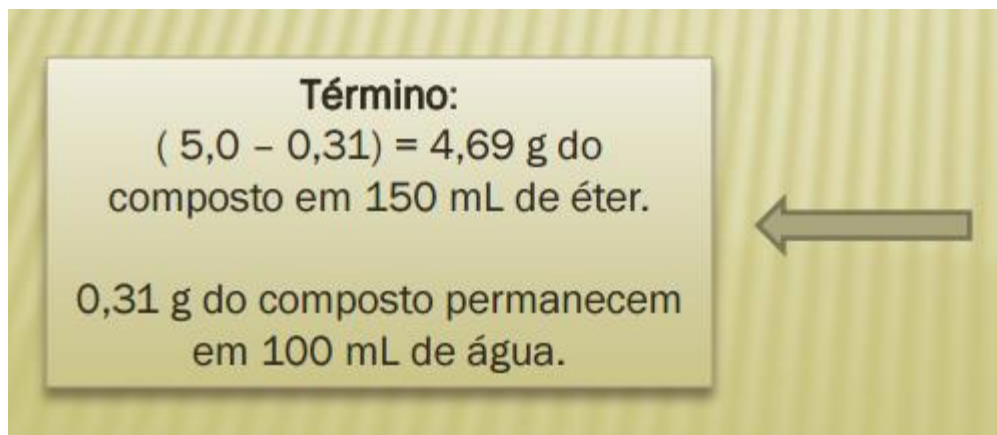 Término:
( 5,0 – 0,31) = 4,69 g do
composto em 150 mL de éter.
0,31 g do composto permanecem
em 100 mL de água.